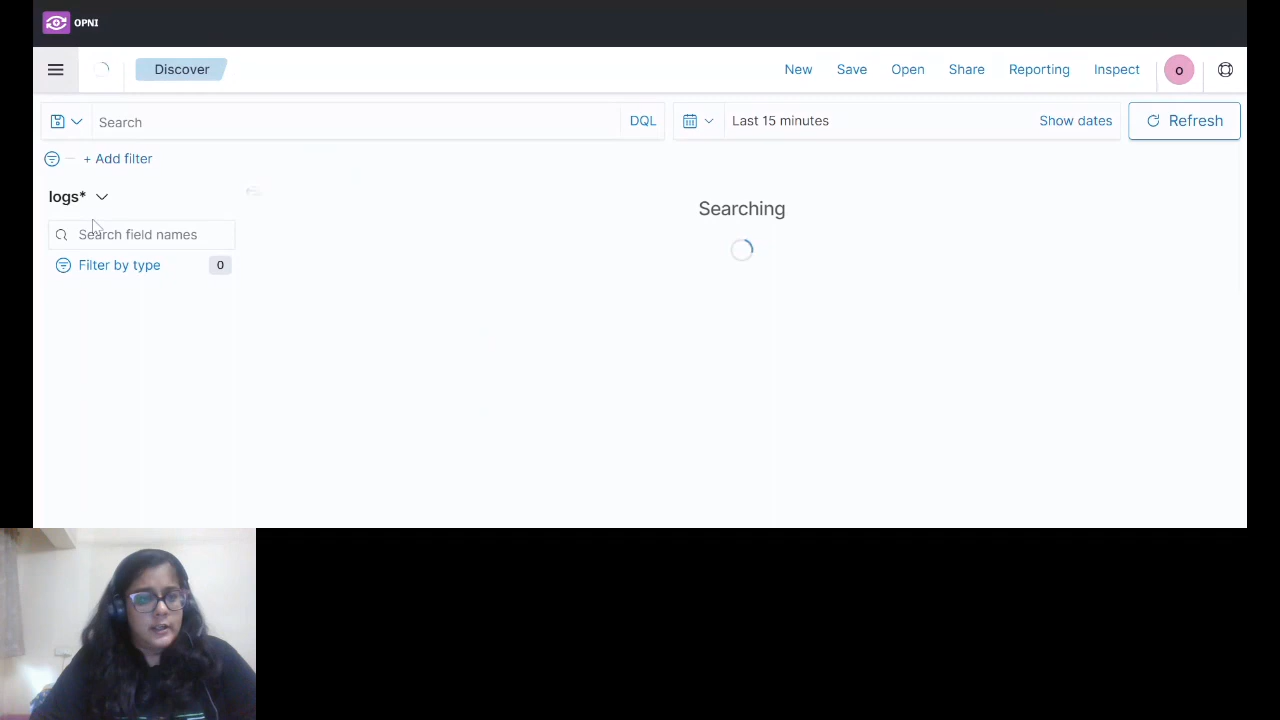 OPNI
Discover
New
Save
Open
Share
Reporting
Inspect
o
Search
DQL
Last 15 minutes
Show dates
Refresh
+ Add filter
logs*
Searching
Search field names
Filter by type
0